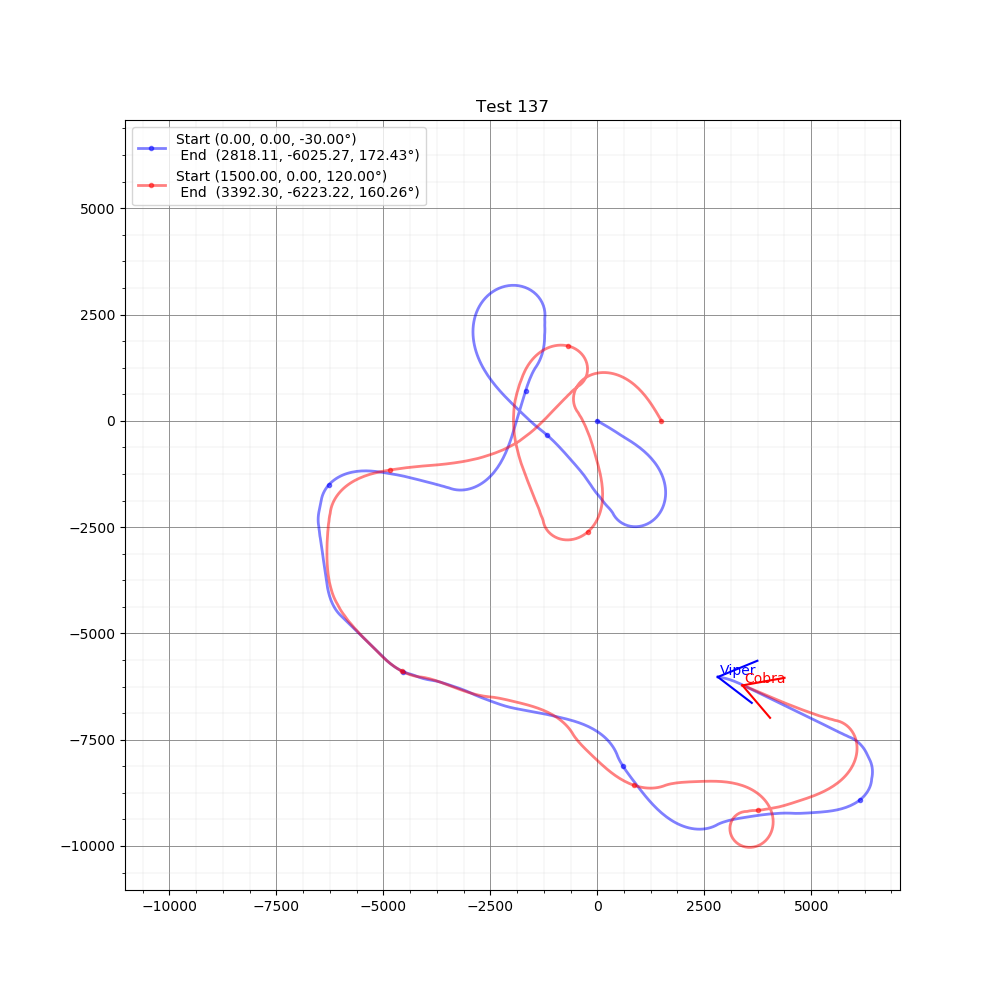 Test 137
Start (0.00, 0.00, -30.00°)
End  (2818.11, -6025.27, 172.43°)
Start (1500.00, 0.00, 120.00°)
End  (3392.30, -6223.22, 160.26°)
5000
2500
0
−2500
−5000
−7500
−10000
Viper
Cobra
−10000 −7500 −5000 −2500 0 2500 5000